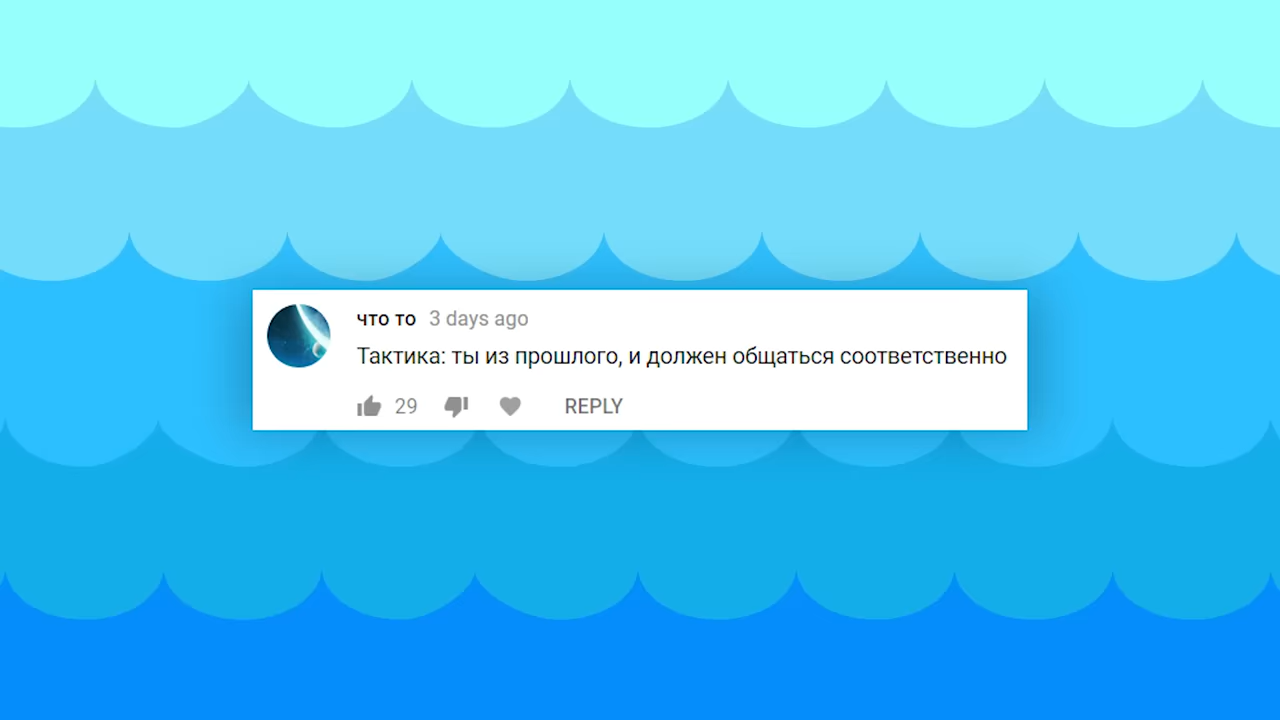 что то 3 days ago
Тактика: ты из прошлого, и должен общаться соответственно
29 REPLY